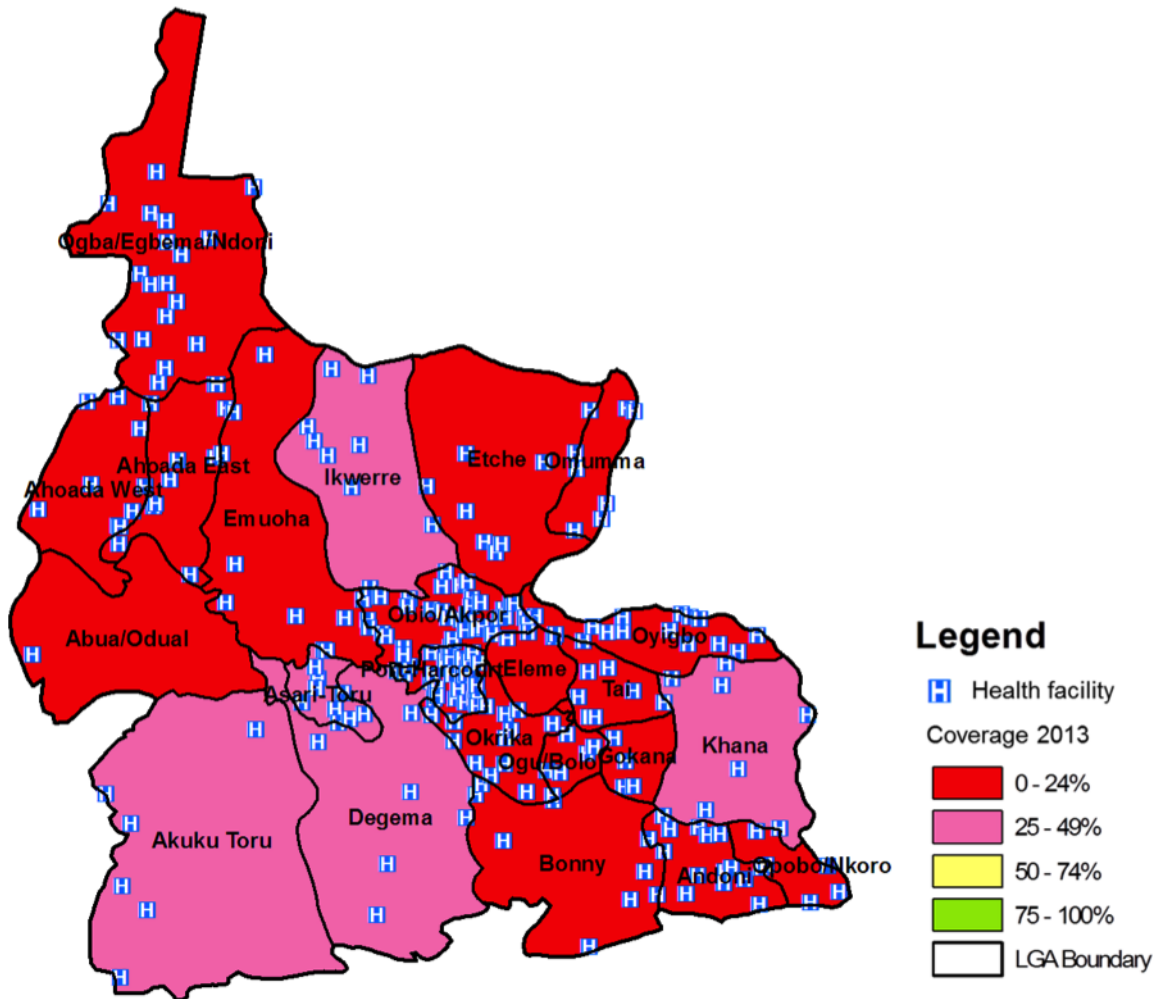 Ogba/Egbema/Ndoni
Ahoada East
Ahoada West
Ikwerre
Etche
Omumma
Emuoha
Abua/Odual
Obio/Akpor
Oyigbo
Port-Harcourt
Eleme
Asari-Toru
Tai
Okrika
Ogu/Bolo
Gokana
Khana
Akuku Toru
Degema
Bonny
Andoni
Opobo/Nkoro
Legend
H Health facility
Coverage 2013
0 - 24%
25 - 49%
50 - 74%
75 - 100%
LGA Boundary